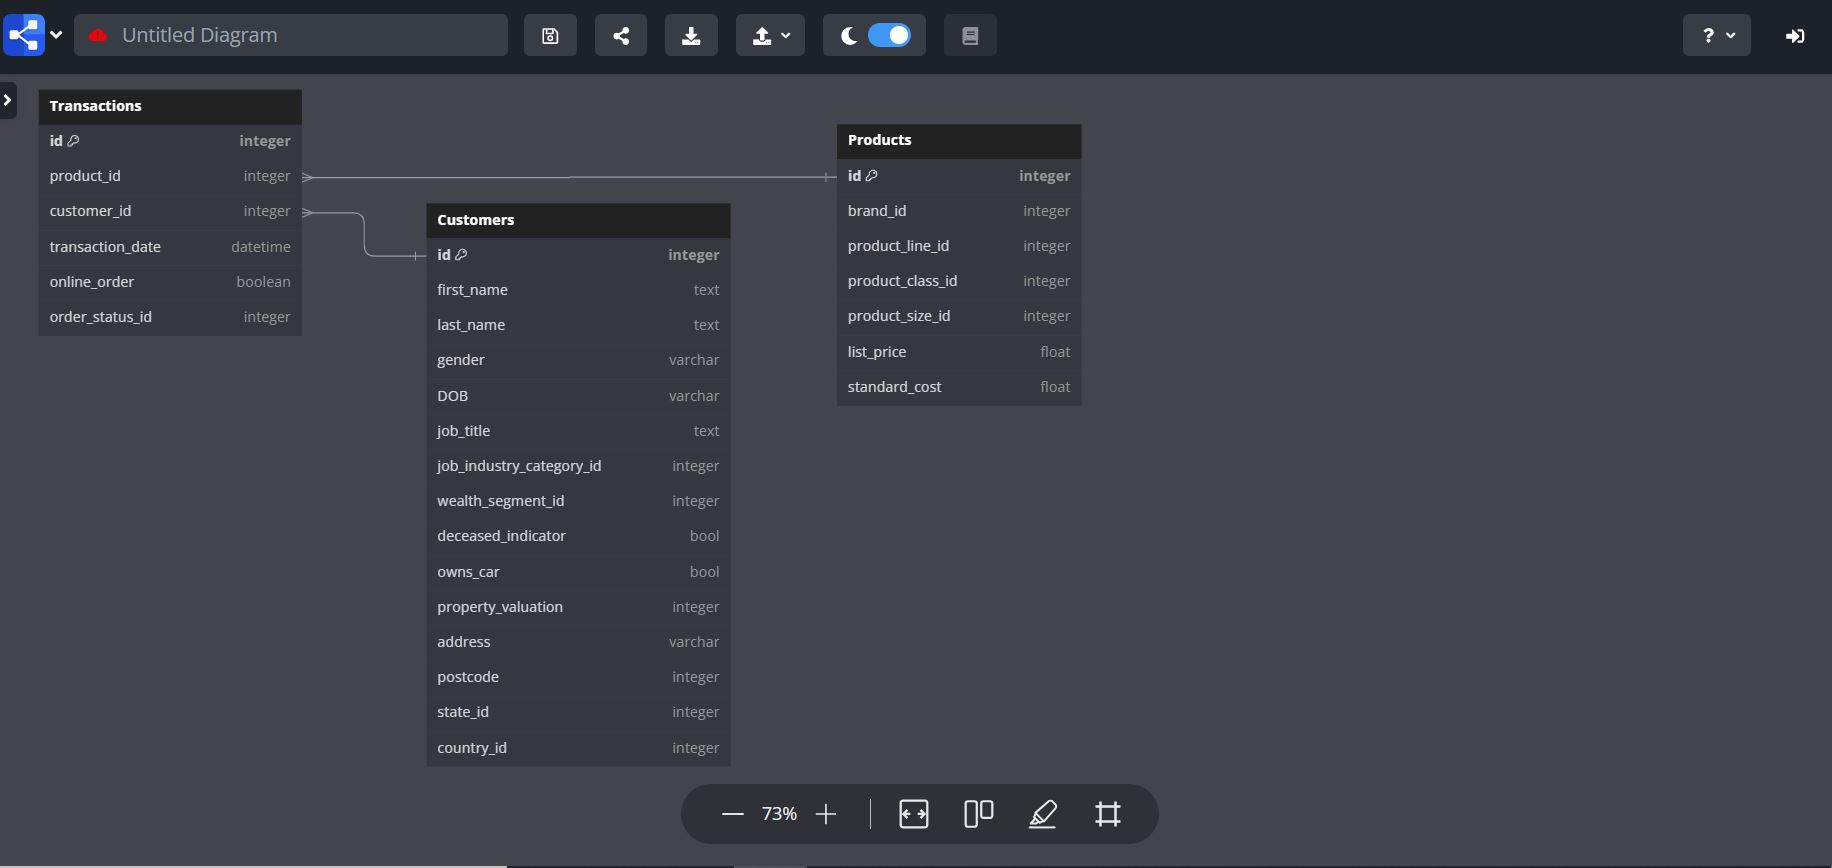 Untitled Diagram
?
Transactions
id integer
product_id integer
customer_id integer
transaction_date datetime
online_order boolean
order_status_id integer
Customers
id integer
first_name text
last_name text
gender varchar
DOB varchar
job_title text
job_industry_category_id integer
wealth_segment_id integer
deceased_indicator bool
owns_car bool
property_valuation integer
address varchar
postcode integer
state_id integer
country_id integer
Products
id integer
brand_id integer
product_line_id integer
product_class_id integer
product_size_id integer
list_price float
standard_cost float
73%